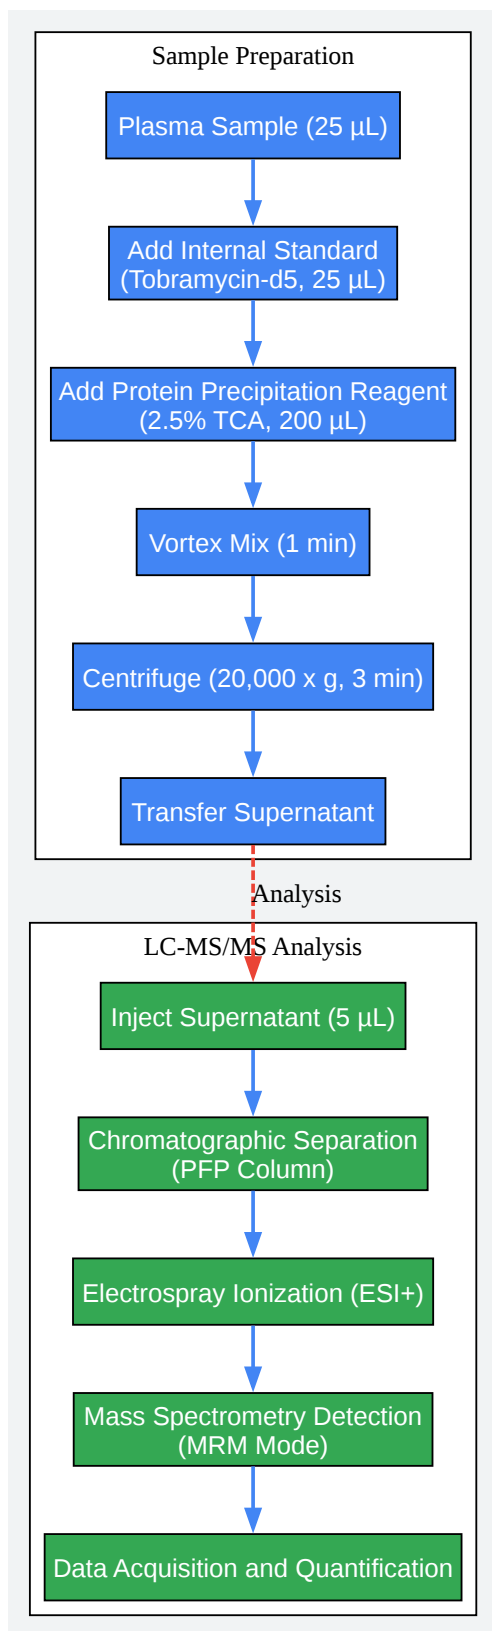 Sample Preparation
Plasma Sample (25 µL)
Add Internal Standard
(Tobramycin-d5, 25 µL)
Add Protein Precipitation Reagent
(2.5% TCA, 200 µL)
Vortex Mix (1 min)
Centrifuge (20,000 x g, 3 min)
Transfer Supernatant
Analysis
LC-MS/MS Analysis
Inject Supernatant (5 µL)
Chromatographic Separation
(PFP Column)
Electrospray Ionization (ESI+)
Mass Spectrometry Detection
(MRM Mode)
Data Acquisition and Quantification